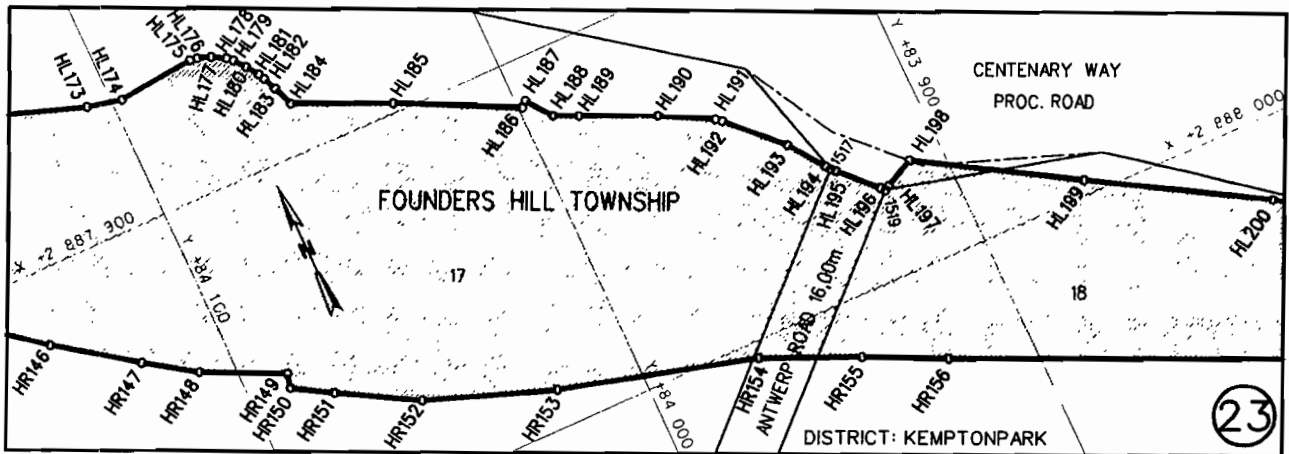 HL173
HL174
HL175
HL176
HL177
HL178
HL179
HL180
HL181
HL182
HL183
HL184
HL185
HL186
HL187
HL188
HL189
HL190
HL191
HL192
HL193
HL194
1517
HL195
HL196
1519
HL197
HL198
HL199
HL200
Y +83 900
CENTENARY WAY
PROC. ROAD
X +2 888 000
FOUNDERS HILL TOWNSHIP
X +2 887 900
Y +84 100
N
17
18
ANTWERP ROAD 16,00m
Y +84 000
HR146
HR147
HR148
HR149
HR150
HR151
HR152
HR153
HR154
HR155
HR156
DISTRICT: KEMPTONPARK
23